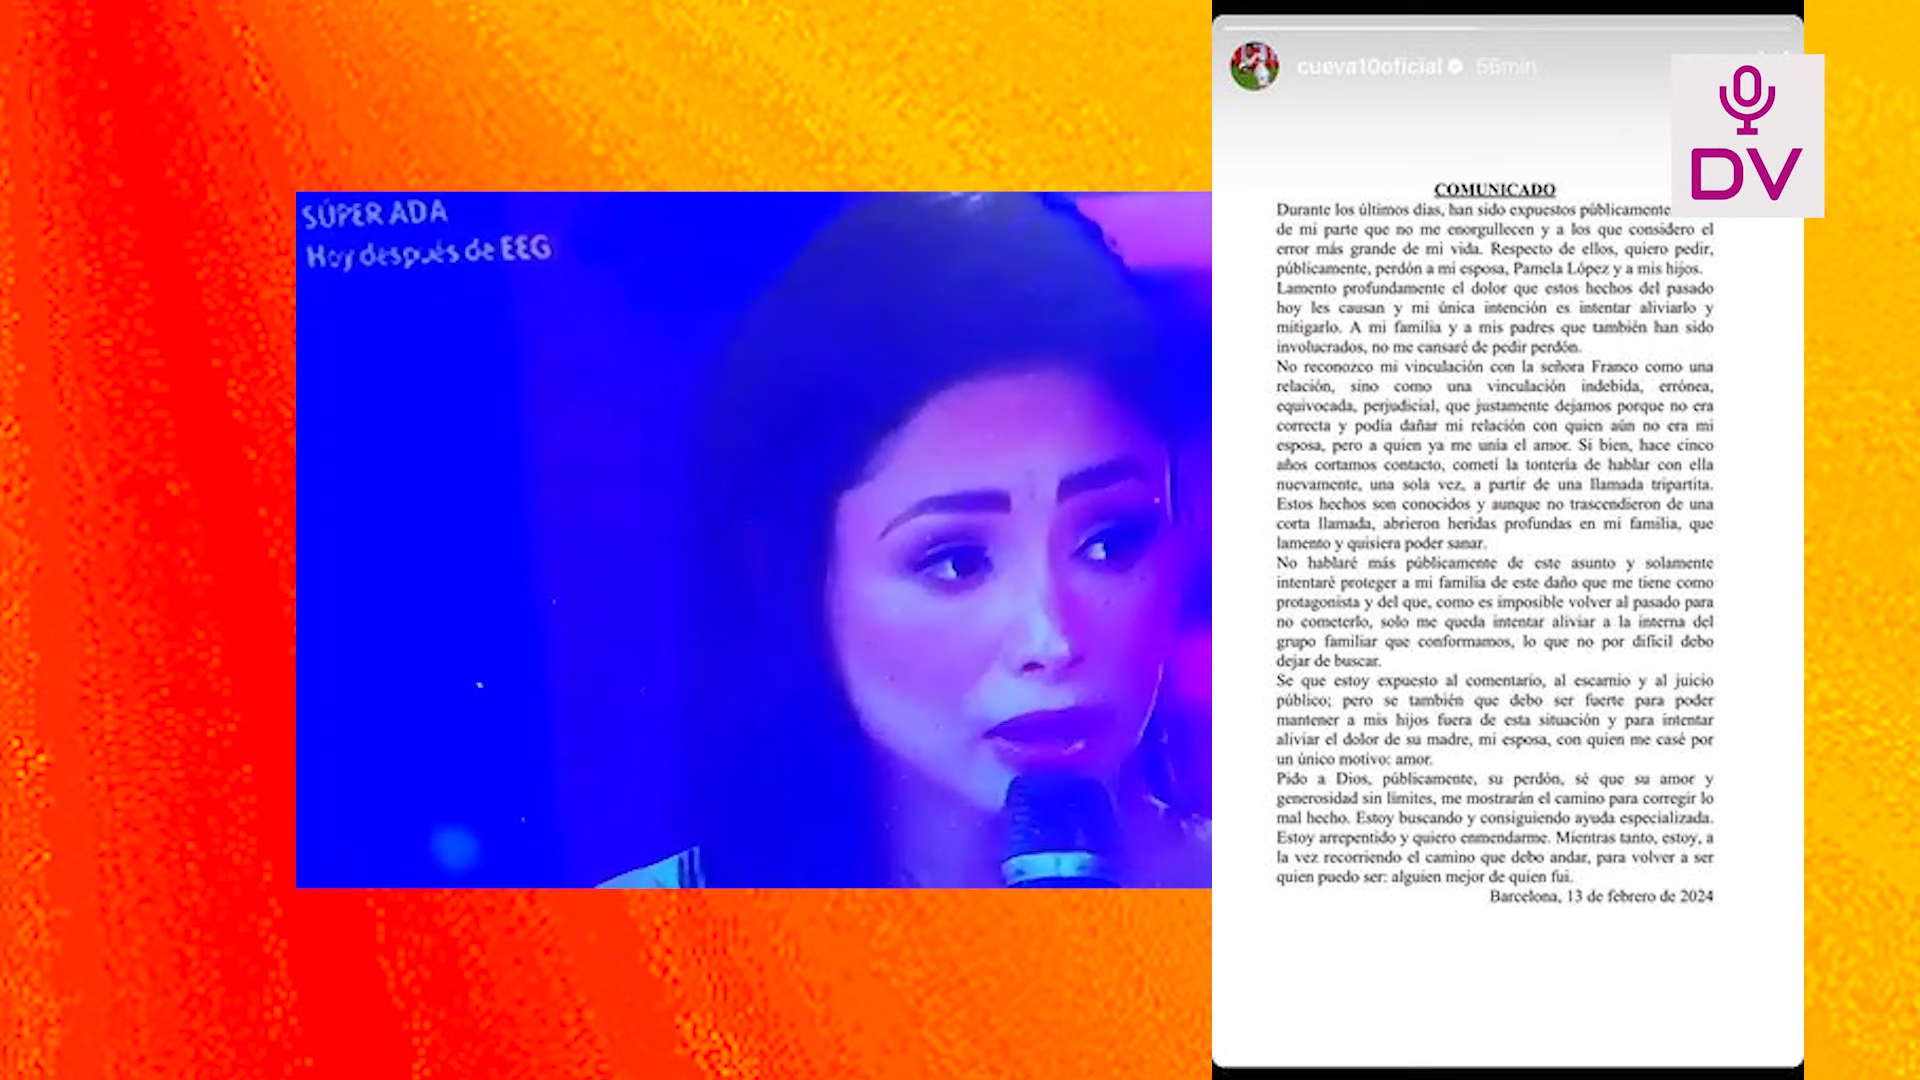 SÚPER ADA
Hoy después de EEG
cueva10oficial 56min
DV
COMUNICADO
Durante los últimos días, han sido expuestos públicamente
de mi parte que no me enorgullecen y a los que considero el
error más grande de mi vida. Respecto de ellos, quiero pedir,
públicamente, perdón a mi esposa, Pamela López y a mis hijos.
Lamento profundamente el dolor que estos hechos del pasado
hoy les causan y mi única intención es intentar aliviarlo y
mitigarlo. A mi familia y a mis padres que también han sido
involucrados, no me cansaré de pedir perdón.
No reconozco mi vinculación con la señora Franco como una
relación, sino como una vinculación indebida, errónea,
equivocada, perjudicial, que justamente dejamos porque no era
correcta y podía dañar mi relación con quien aún no era mi
esposa, pero a quien ya me unía el amor. Si bien, hace cinco
años cortamos contacto, cometí la tontería de hablar con ella
nuevamente, una sola vez, a partir de una llamada tripartita.
Estos hechos son conocidos y aunque no trascendieron de una
corta llamada, abrieron heridas profundas en mi familia, que
lamento y quisiera poder sanar.
No hablaré más públicamente de este asunto y solamente
intentaré proteger a mi familia de este daño que me tiene como
protagonista y del que, como es imposible volver al pasado para
no cometerlo, solo me queda intentar aliviar a la interna del
grupo familiar que conformamos, lo que no por difícil debo
dejar de buscar.
Se que estoy expuesto al comentario, al escarnio y al juicio
público; pero se también que debo ser fuerte para poder
mantener a mis hijos fuera de esta situación y para intentar
aliviar el dolor de su madre, mi esposa, con quien me casé por
un único motivo: amor.
Pido a Dios, públicamente, su perdón, sé que su amor y
generosidad sin límites, me mostrarán el camino para corregir lo
mal hecho. Estoy buscando y consiguiendo ayuda especializada.
Estoy arrepentido y quiero enmendarme. Mientras tanto, estoy, a
la vez recorriendo el camino que debo andar, para volver a ser
quien puedo ser: alguien mejor de quien fui.
Barcelona, 13 de febrero de 2024